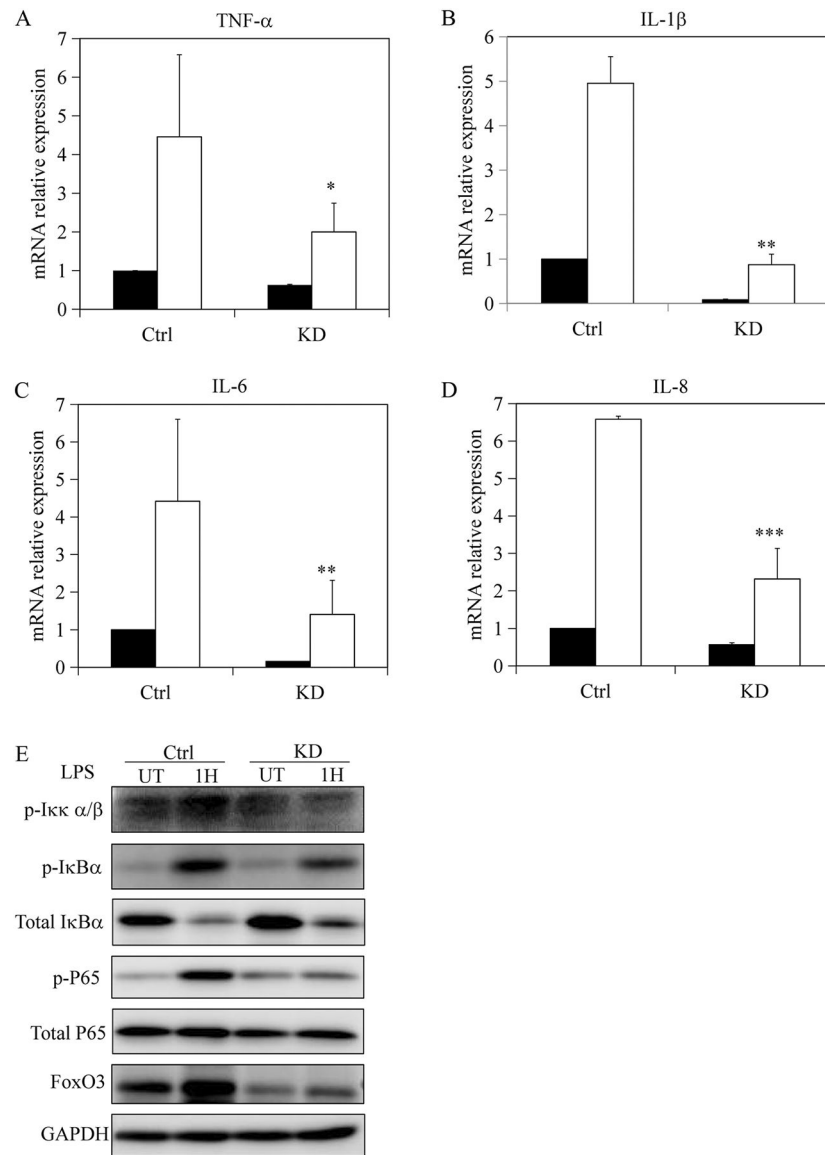 A
TNF-α
mRNA relative expression
7
6
5
4
3
2
1
0
*
Ctrl
KD
B
IL-1β
mRNA relative expression
6
5
4
3
2
1
0
**
Ctrl
KD
C
IL-6
mRNA relative expression
7
6
5
4
3
2
1
0
**
Ctrl
KD
D
IL-8
mRNA relative expression
7
6
5
4
3
2
1
0
***
Ctrl
KD
E
Ctrl KD
LPS UT 1H UT 1H
p-Iκκ α/β
p-IκBα
Total IκBα
p-P65
Total P65
FoxO3
GAPDH